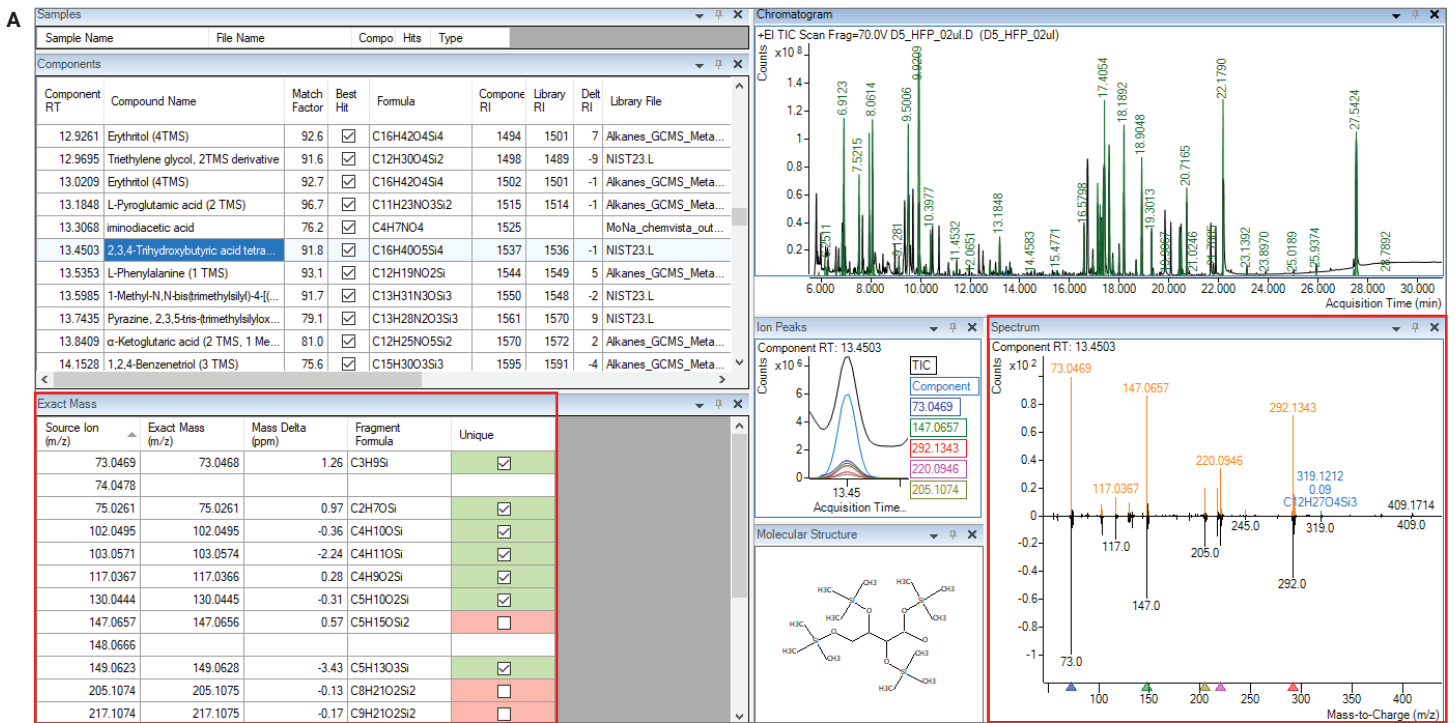 A
Samples
Sample Name File Name Compo Hits Type
Components
Component RT Compound Name Match Factor Best Hit Formula Compone RI Library RI Delt RI Library File
12.9261 Erythritol (4TMS) 92.6 C16H42O4Si4 1494 1501 7 Alkanes_GCMS_Meta...
12.9695 Triethylene glycol, 2TMS derivative 91.6 C12H30O4Si2 1498 1489 -9 NIST23.L
13.0209 Erythritol (4TMS) 92.7 C16H42O4Si4 1502 1501 -1 Alkanes_GCMS_Meta...
13.1848 L-Pyroglutamic acid (2 TMS) 96.7 C11H23NO3Si2 1515 1514 -1 Alkanes_GCMS_Meta...
13.3068 iminodiacetic acid 76.2 C4H7NO4 1525 MoNa_chemvista_out...
13.4503 2,3,4-Trihydroxybutyric acid tetra... 91.8 C16H40O5Si4 1537 1536 -1 NIST23.L
13.5353 L-Phenylalanine (1 TMS) 93.1 C12H19NO2Si 1544 1549 5 Alkanes_GCMS_Meta...
13.5985 1-Methyl-N,N-bis(trimethylsilyl)-4-[(... 91.7 C13H31N3OSi3 1550 1548 -2 NIST23.L
13.7435 Pyrazine, 2,3,5-tris-(trimethylsilylox... 79.1 C13H28N2O3Si3 1561 1570 9 NIST23.L
13.8409 α-Ketoglutaric acid (2 TMS, 1 Me... 81.0 C12H25NO5Si2 1570 1572 2 Alkanes_GCMS_Meta...
14.1528 1,2,4-Benzenetriol (3 TMS) 75.6 C15H30O3Si3 1595 1591 -4 Alkanes_GCMS_Meta...
Exact Mass
Source Ion (m/z) Exact Mass (m/z) Mass Delta (ppm) Fragment Formula Unique
73.0469 73.0468 1.26 C3H9Si
74.0478
75.0261 75.0261 0.97 C2H7OSi
102.0495 102.0495 -0.36 C4H10OSi
103.0571 103.0574 -2.24 C4H11OSi
117.0367 117.0366 0.28 C4H9O2Si
130.0444 130.0445 -0.31 C5H10O2Si
147.0657 147.0656 0.57 C5H15OSi2
148.0666
149.0623 149.0628 -3.43 C5H13O3Si
205.1074 205.1075 -0.13 C8H21O2Si2
217.1074 217.1075 -0.17 C9H21O2Si2
Chromatogram
+EI TIC Scan Frag=70.0V D5_HFP_02ul.D (D5_HFP_02ul)
Counts x10 8
1.4
1.2
1
0.8
0.6
0.4
0.2
6.9123 7.5215 8.0614 9.1281 9.5006 9.9209 10.3977 11.4532 12.0651 13.1848 14.4583 15.4771 16.5798 17.4054 18.1892 18.9048 19.3013 20.7165 21.0246 22.1790 23.1392 23.8970 25.0189 25.9374 27.5424 28.7892
6.000 8.000 10.000 12.000 14.000 16.000 18.000 20.000 22.000 24.000 26.000 28.000 30.000
Acquisition Time (min)
Ion Peaks
Component RT: 13.4503
Counts x10 6
8
6
4
2
0
13.45
Acquisition Time...
TIC
Component
73.0469
147.0657
292.1343
220.0946
205.1074
Molecular Structure
H3C CH3
H3C Si O
H3C CH3
O Si CH3
H3C O O
H3C Si CH3
O CH3
Si CH3
H3C
Spectrum
Component RT: 13.4503
Counts x10 2
1
0.8
0.6
0.4
0.2
0
-0.2
-0.4
-0.6
-0.8
-1
73.0469
147.0657
292.1343
220.0946
117.0367
319.1212
0.09
C12H27O4Si3
409.1714
117.0 205.0 245.0 319.0 409.0
292.0
147.0
73.0
100 150 200 250 300 350 400
Mass-to-Charge (m/z)